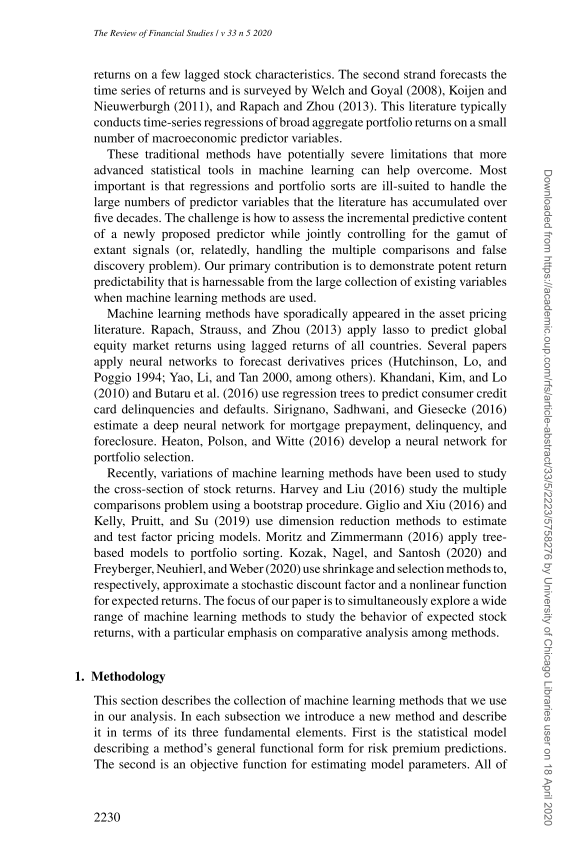 The Review of Financial Studies / v 33 n 5 2020
returns on a few lagged stock characteristics. The second strand forecasts the
time series of returns and is surveyed by Welch and Goyal (2008), Koijen and
Nieuwerburgh (2011), and Rapach and Zhou (2013). This literature typically
conducts time-series regressions of broad aggregate portfolio returns on a small
number of macroeconomic predictor variables.
These traditional methods have potentially severe limitations that more
advanced statistical tools in machine learning can help overcome. Most
important is that regressions and portfolio sorts are ill-suited to handle the
large numbers of predictor variables that the literature has accumulated over
five decades. The challenge is how to assess the incremental predictive content
of a newly proposed predictor while jointly controlling for the gamut of
extant signals (or, relatedly, handling the multiple comparisons and false
discovery problem). Our primary contribution is to demonstrate potent return
predictability that is harnessable from the large collection of existing variables
when machine learning methods are used.
Machine learning methods have sporadically appeared in the asset pricing
literature. Rapach, Strauss, and Zhou (2013) apply lasso to predict global
equity market returns using lagged returns of all countries. Several papers
apply neural networks to forecast derivatives prices (Hutchinson, Lo, and
Poggio 1994; Yao, Li, and Tan 2000, among others). Khandani, Kim, and Lo
(2010) and Butaru et al. (2016) use regression trees to predict consumer credit
card delinquencies and defaults. Sirignano, Sadhwani, and Giesecke (2016)
estimate a deep neural network for mortgage prepayment, delinquency, and
foreclosure. Heaton, Polson, and Witte (2016) develop a neural network for
portfolio selection.
Recently, variations of machine learning methods have been used to study
the cross-section of stock returns. Harvey and Liu (2016) study the multiple
comparisons problem using a bootstrap procedure. Giglio and Xiu (2016) and
Kelly, Pruitt, and Su (2019) use dimension reduction methods to estimate
and test factor pricing models. Moritz and Zimmermann (2016) apply tree-
based models to portfolio sorting. Kozak, Nagel, and Santosh (2020) and
Freyberger, Neuhierl, and Weber (2020) use shrinkage and selection methods to,
respectively, approximate a stochastic discount factor and a nonlinear function
for expected returns. The focus of our paper is to simultaneously explore a wide
range of machine learning methods to study the behavior of expected stock
returns, with a particular emphasis on comparative analysis among methods.
1. Methodology
This section describes the collection of machine learning methods that we use
in our analysis. In each subsection we introduce a new method and describe
it in terms of its three fundamental elements. First is the statistical model
describing a method's general functional form for risk premium predictions.
The second is an objective function for estimating model parameters. All of
2230
Downloaded from https://academic.oup.com/rfs/article-abstract/33/5/2223/5758276 by University of Chicago Libraries user on 18 April 2020